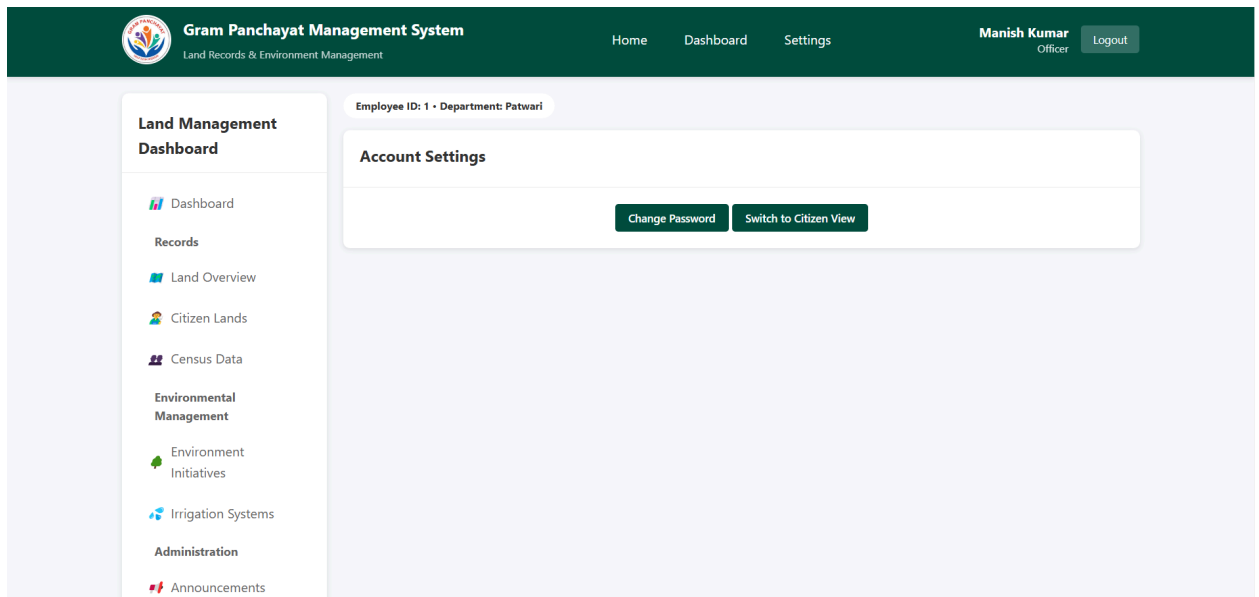 GRAM PANCHAYAT
Gram Panchayat Management System
Land Records & Environment Management
Home
Dashboard
Settings
Manish Kumar
Officer
Logout
Land Management
Dashboard
Dashboard
Records
Land Overview
Citizen Lands
Census Data
Environmental
Management
Environment
Initiatives
Irrigation Systems
Administration
Announcements
Employee ID: 1 • Department: Patwari
Account Settings
Change Password
Switch to Citizen View